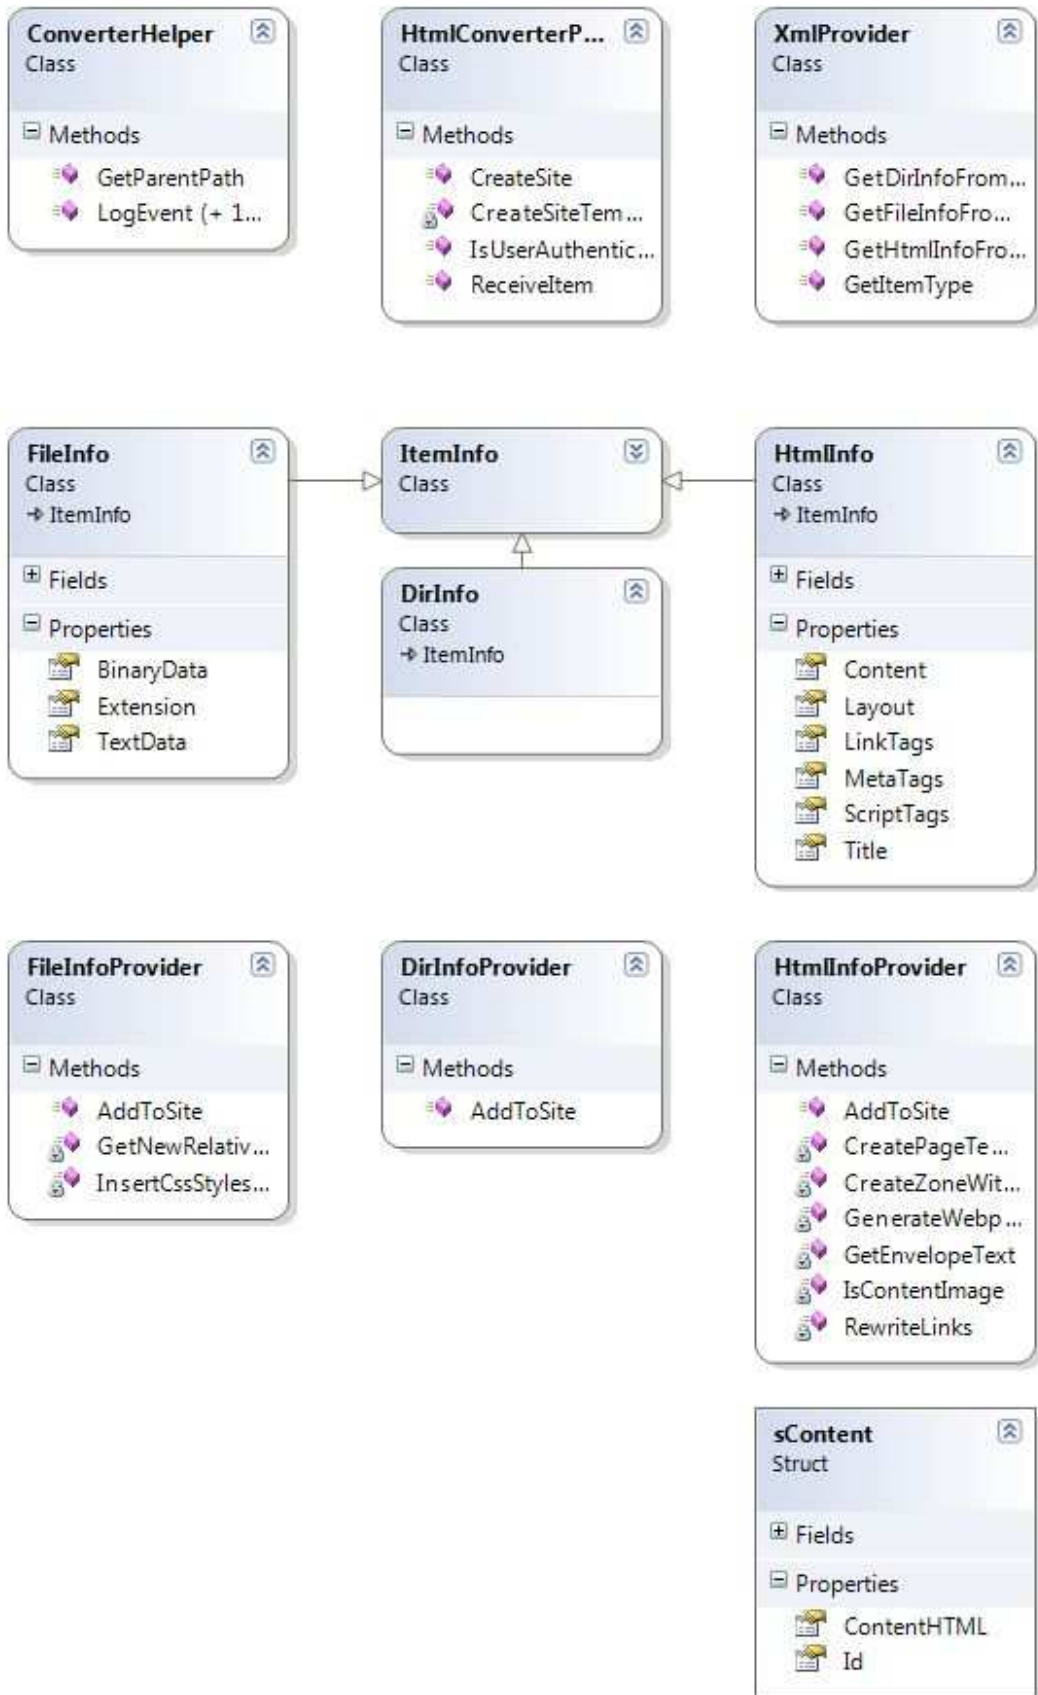 ConverterHelper
Class
Methods
GetParentPath
LogEvent (+ 1...
HtmlConverterP...
Class
Methods
CreateSite
CreateSiteTem...
IsUserAuthentic...
ReceiveItem
XmlProvider
Class
Methods
GetDirInfoFrom...
GetFileInfoFro...
GetHtmlInfoFro...
GetItemType
FileInfo
Class
ItemInfo
Fields
Properties
BinaryData
Extension
TextData
ItemInfo
Class
DirInfo
Class
ItemInfo
HtmlInfo
Class
ItemInfo
Fields
Properties
Content
Layout
LinkTags
MetaTags
ScriptTags
Title
FileInfoProvider
Class
Methods
AddToSite
GetNewRelativ...
InsertCssStyles...
DirInfoProvider
Class
Methods
AddToSite
HtmlInfoProvider
Class
Methods
AddToSite
CreatePageTe...
CreateZoneWit...
GenerateWebp...
GetEnvelopeText
IsContentImage
RewriteLinks
sContent
Struct
Fields
Properties
ContentHTML
Id